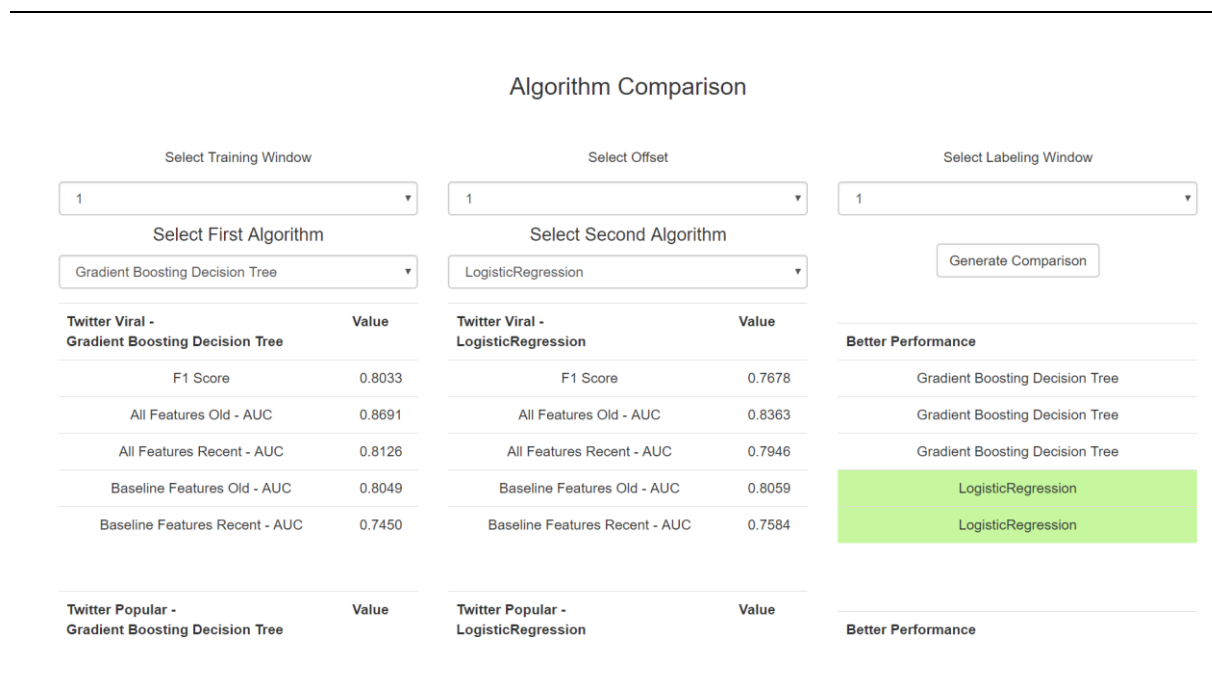 Algorithm Comparison
Select Training Window Select Offset Select Labeling Window
1 1 1
Select First Algorithm Select Second Algorithm
Generate Comparison
Gradient Boosting Decision Tree LogisticRegression
Twitter Viral - Value Twitter Viral - Value
Gradient Boosting Decision Tree LogisticRegression Better Performance
F1 Score 0.8033 F1 Score 0.7678 Gradient Boosting Decision Tree
All Features Old - AUC 0.8691 All Features Old - AUC 0.8363 Gradient Boosting Decision Tree
All Features Recent - AUC 0.8126 All Features Recent - AUC 0.7946 Gradient Boosting Decision Tree
Baseline Features Old - AUC 0.8049 Baseline Features Old - AUC 0.8059 LogisticRegression
Baseline Features Recent - AUC 0.7450 Baseline Features Recent - AUC 0.7584 LogisticRegression
Twitter Popular - Value Twitter Popular - Value
Gradient Boosting Decision Tree LogisticRegression Better Performance